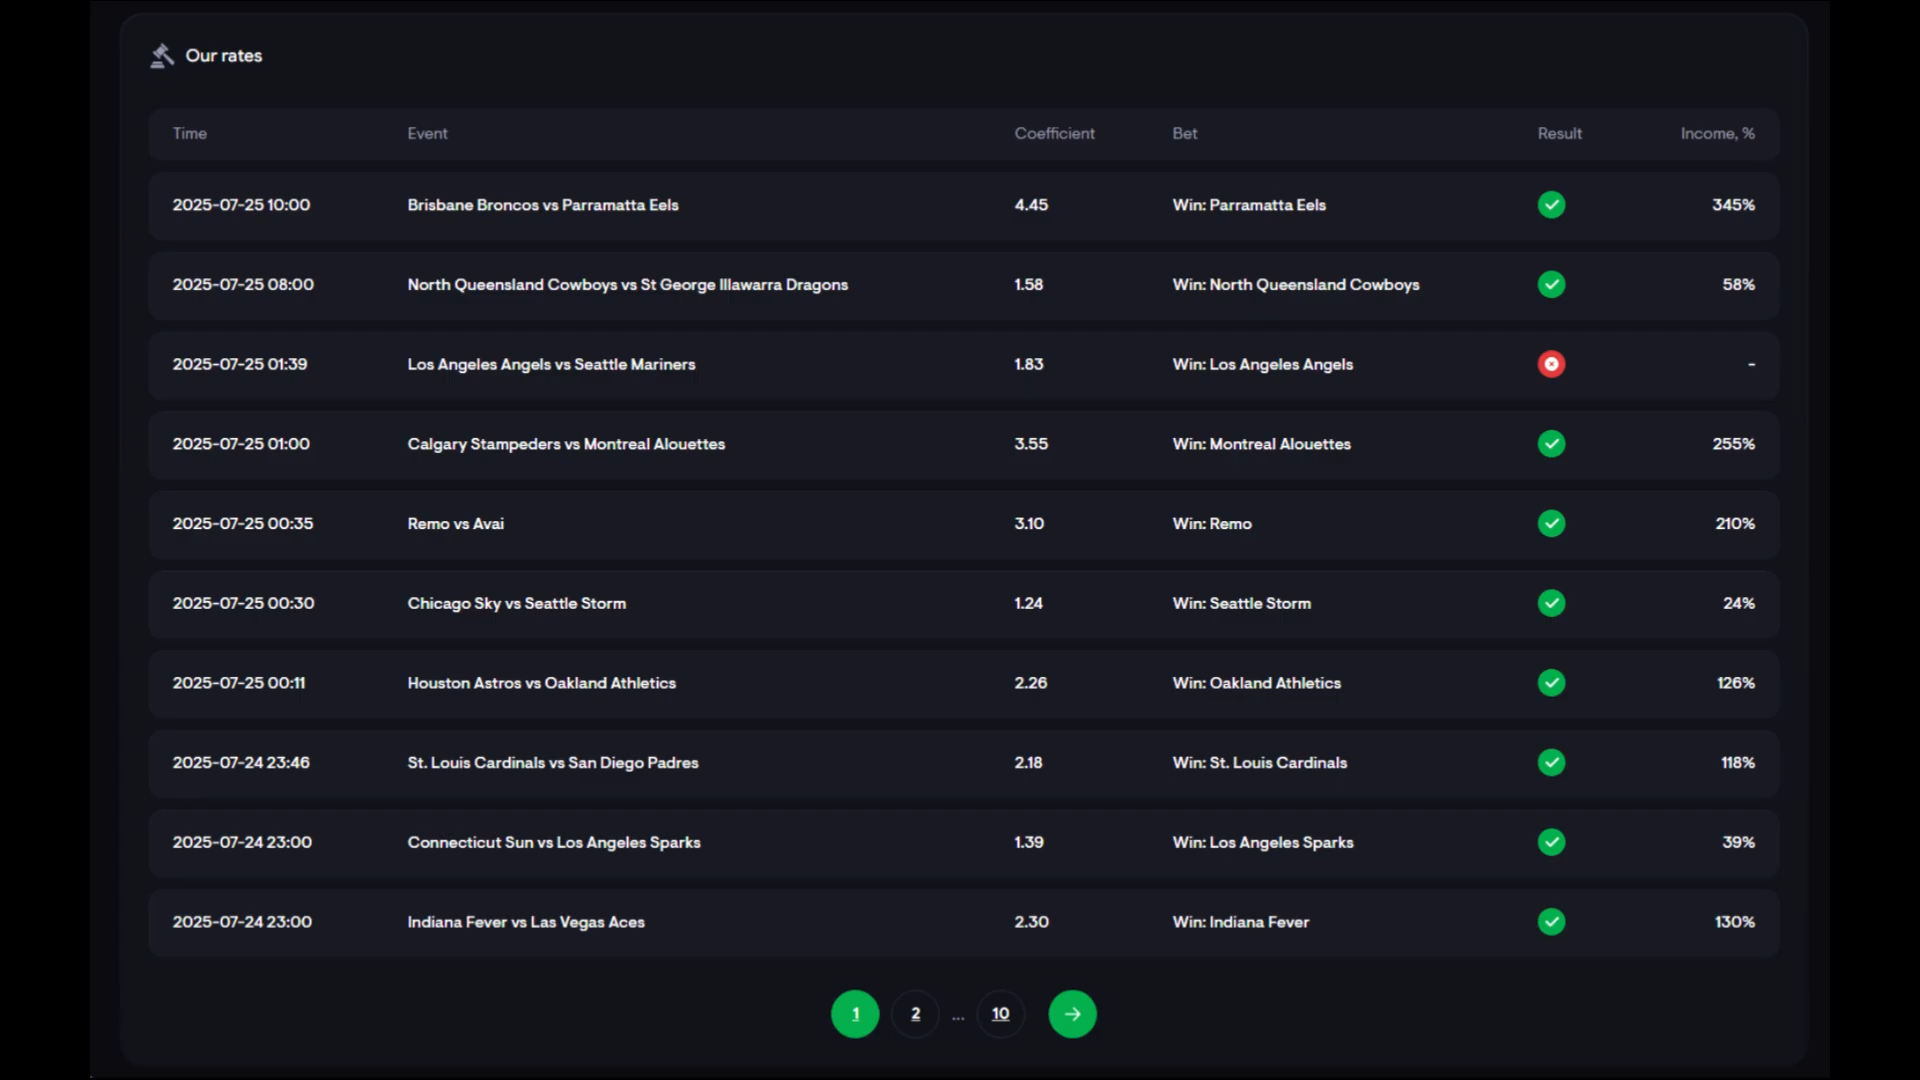 Our rates
Time Event Coefficient Bet Result Income, %
2025-07-25 10:00 Brisbane Broncos vs Parramatta Eels 4.45 Win: Parramatta Eels 345%
2025-07-25 08:00 North Queensland Cowboys vs St George Illawarra Dragons 1.58 Win: North Queensland Cowboys 58%
2025-07-25 01:39 Los Angeles Angels vs Seattle Mariners 1.83 Win: Los Angeles Angels -
2025-07-25 01:00 Calgary Stampeders vs Montreal Alouettes 3.55 Win: Montreal Alouettes 255%
2025-07-25 00:35 Remo vs Avai 3.10 Win: Remo 210%
2025-07-25 00:30 Chicago Sky vs Seattle Storm 1.24 Win: Seattle Storm 24%
2025-07-25 00:11 Houston Astros vs Oakland Athletics 2.26 Win: Oakland Athletics 126%
2025-07-24 23:46 St. Louis Cardinals vs San Diego Padres 2.18 Win: St. Louis Cardinals 118%
2025-07-24 23:00 Connecticut Sun vs Los Angeles Sparks 1.39 Win: Los Angeles Sparks 39%
2025-07-24 23:00 Indiana Fever vs Las Vegas Aces 2.30 Win: Indiana Fever 130%
1 2 ... 10